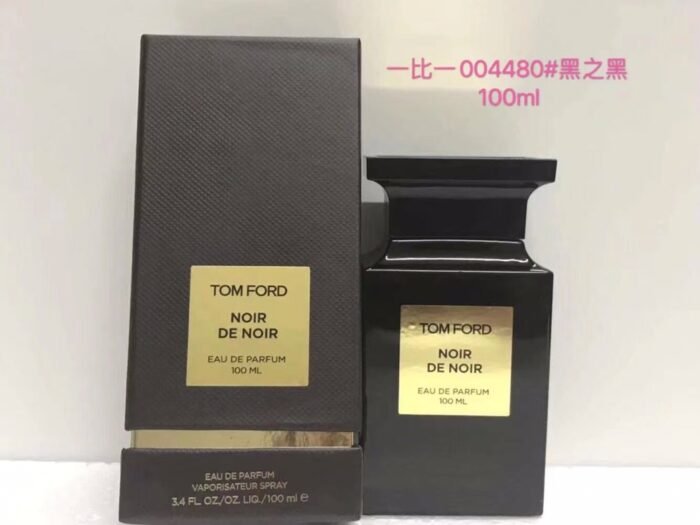 一比一004480#黑之黑
100ml
TOM FORD
NOIR
DE NOIR
EAU DE PARFUM
100 ML
EAU DE PARFUM
VAPORISATEUR SPRAY
3.4 FL. OZ./OZ. LIQ./100 ml e
TOM FORD
NOIR
DE NOIR
EAU DE PARFUM
100 ML